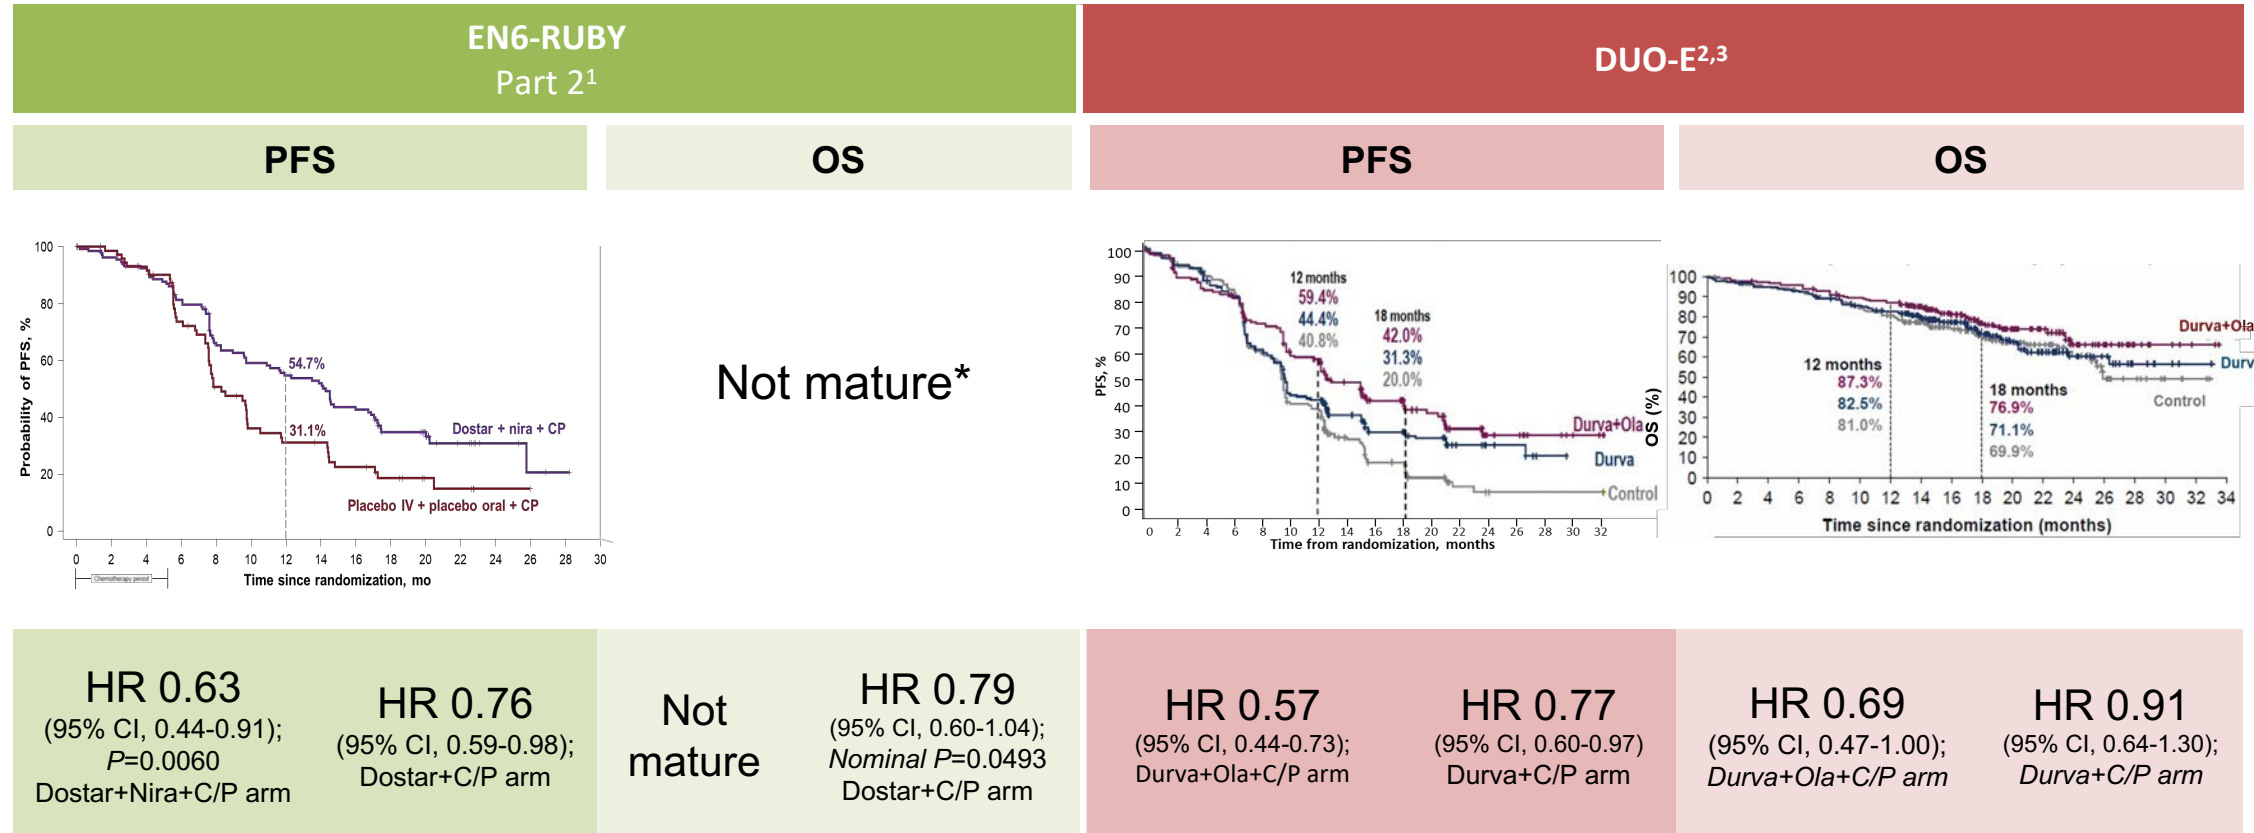 EN6-RUBY
Part 2¹
DUO-E²,³
PFS
OS
PFS
OS
Probability of PFS, %
100
80
60
40
20
0
54.7%
31.1%
Dostar + nira + CP
Placebo IV + placebo oral + CP
0 2 4 6 8 10 12 14 16 18 20 22 24 26 28 30
Chemotherapy period
Time since randomization, mo
Not mature*
PFS, %
100
90
80
70
60
50
40
30
20
10
0
12 months
59.4%
44.4%
40.8%
18 months
42.0%
31.3%
20.0%
Durva+Ola
Durva
Control
0 2 4 6 8 10 12 14 16 18 20 22 24 26 28 30 32
Time from randomization, months
OS (%)
100
90
80
70
60
50
40
30
20
10
0
12 months
87.3%
82.5%
81.0%
18 months
76.9%
71.1%
69.9%
Durva+Ola
Durv
Control
0 2 4 6 8 10 12 14 16 18 20 22 24 26 28 30 32 34
Time since randomization (months)
HR 0.63
(95% CI, 0.44-0.91);
P=0.0060
Dostar+Nira+C/P arm
HR 0.76
(95% CI, 0.59-0.98);
Dostar+C/P arm
Not
mature
HR 0.79
(95% CI, 0.60-1.04);
Nominal P=0.0493
Dostar+C/P arm
HR 0.57
(95% CI, 0.44-0.73);
Durva+Ola+C/P arm
HR 0.77
(95% CI, 0.60-0.97)
Durva+C/P arm
HR 0.69
(95% CI, 0.47-1.00);
Durva+Ola+C/P arm
HR 0.91
(95% CI, 0.64-1.30);
Durva+C/P arm